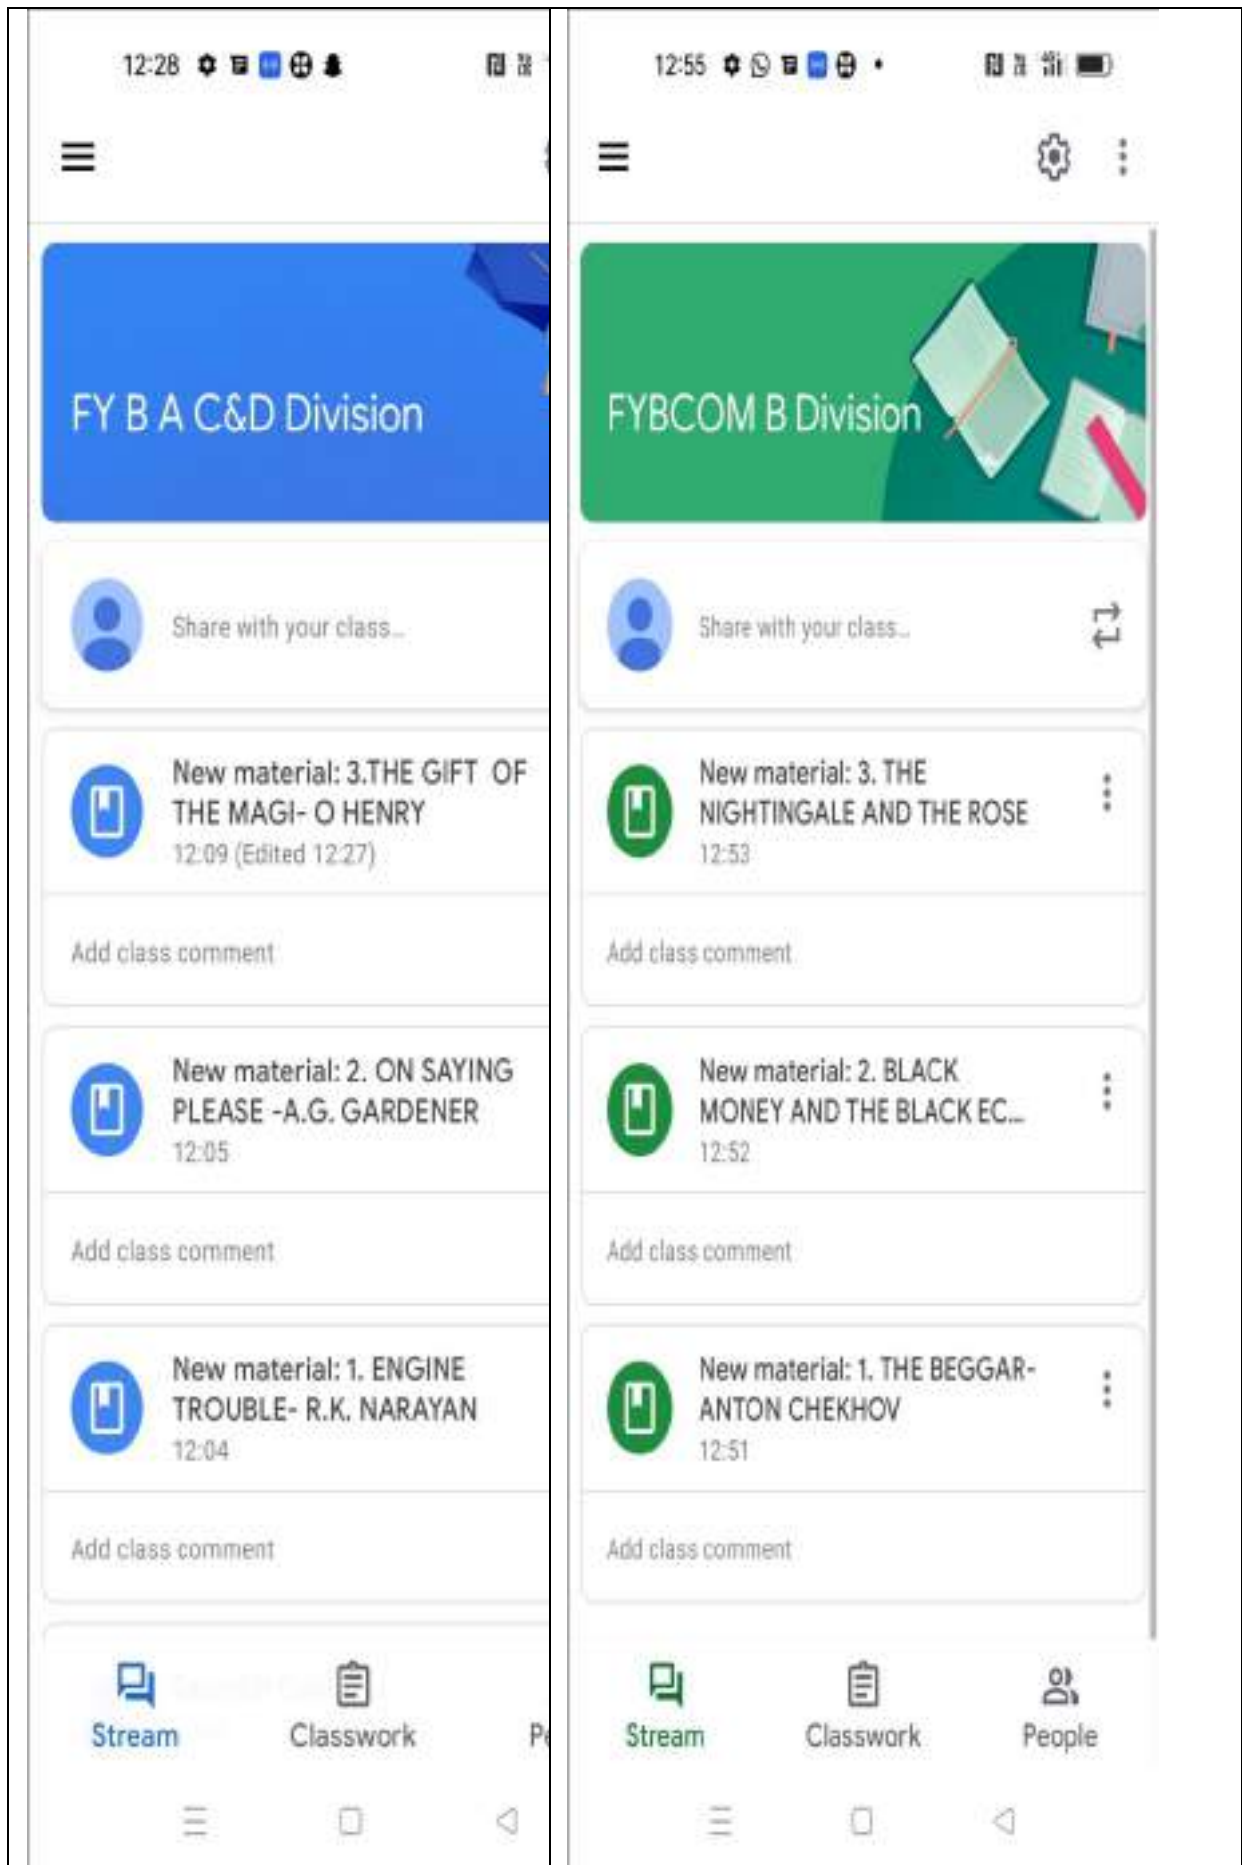 12:28
FY B A C&D Division
Share with your class...
New material: 3.THE GIFT OF
THE MAGI- O HENRY
12:09 (Edited 12:27)
Add class comment
New material: 2. ON SAYING
PLEASE -A.G. GARDENER
12:05
Add class comment
New material: 1. ENGINE
TROUBLE- R.K. NARAYAN
12:04
Add class comment
Stream
Classwork
Pe
12:55
FYBCOM B Division
Share with your class...
New material: 3. THE
NIGHTINGALE AND THE ROSE
12:53
Add class comment
New material: 2. BLACK
MONEY AND THE BLACK EC...
12:52
Add class comment
New material: 1. THE BEGGAR-
ANTON CHEKHOV
12:51
Add class comment
Stream
Classwork
People